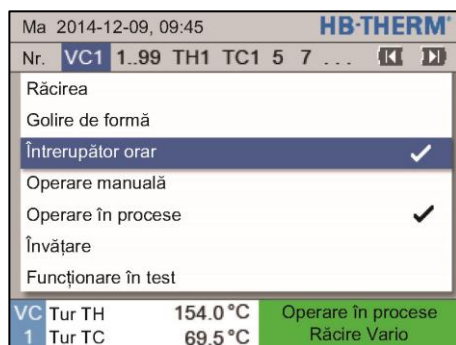 Ma 2014-12-09, 09:45 HB-THERM®
Nr. VC1 1..99 TH1 TC1 5 7 ...
Răcirea
Golire de formă
Întrerupător orar
Operare manuală
Operare în procese
Învățare
Funcționare în test
VC Tur TH 154.0 °C Operare în procese
1 Tur TC 69.5 °C Răcire Vario